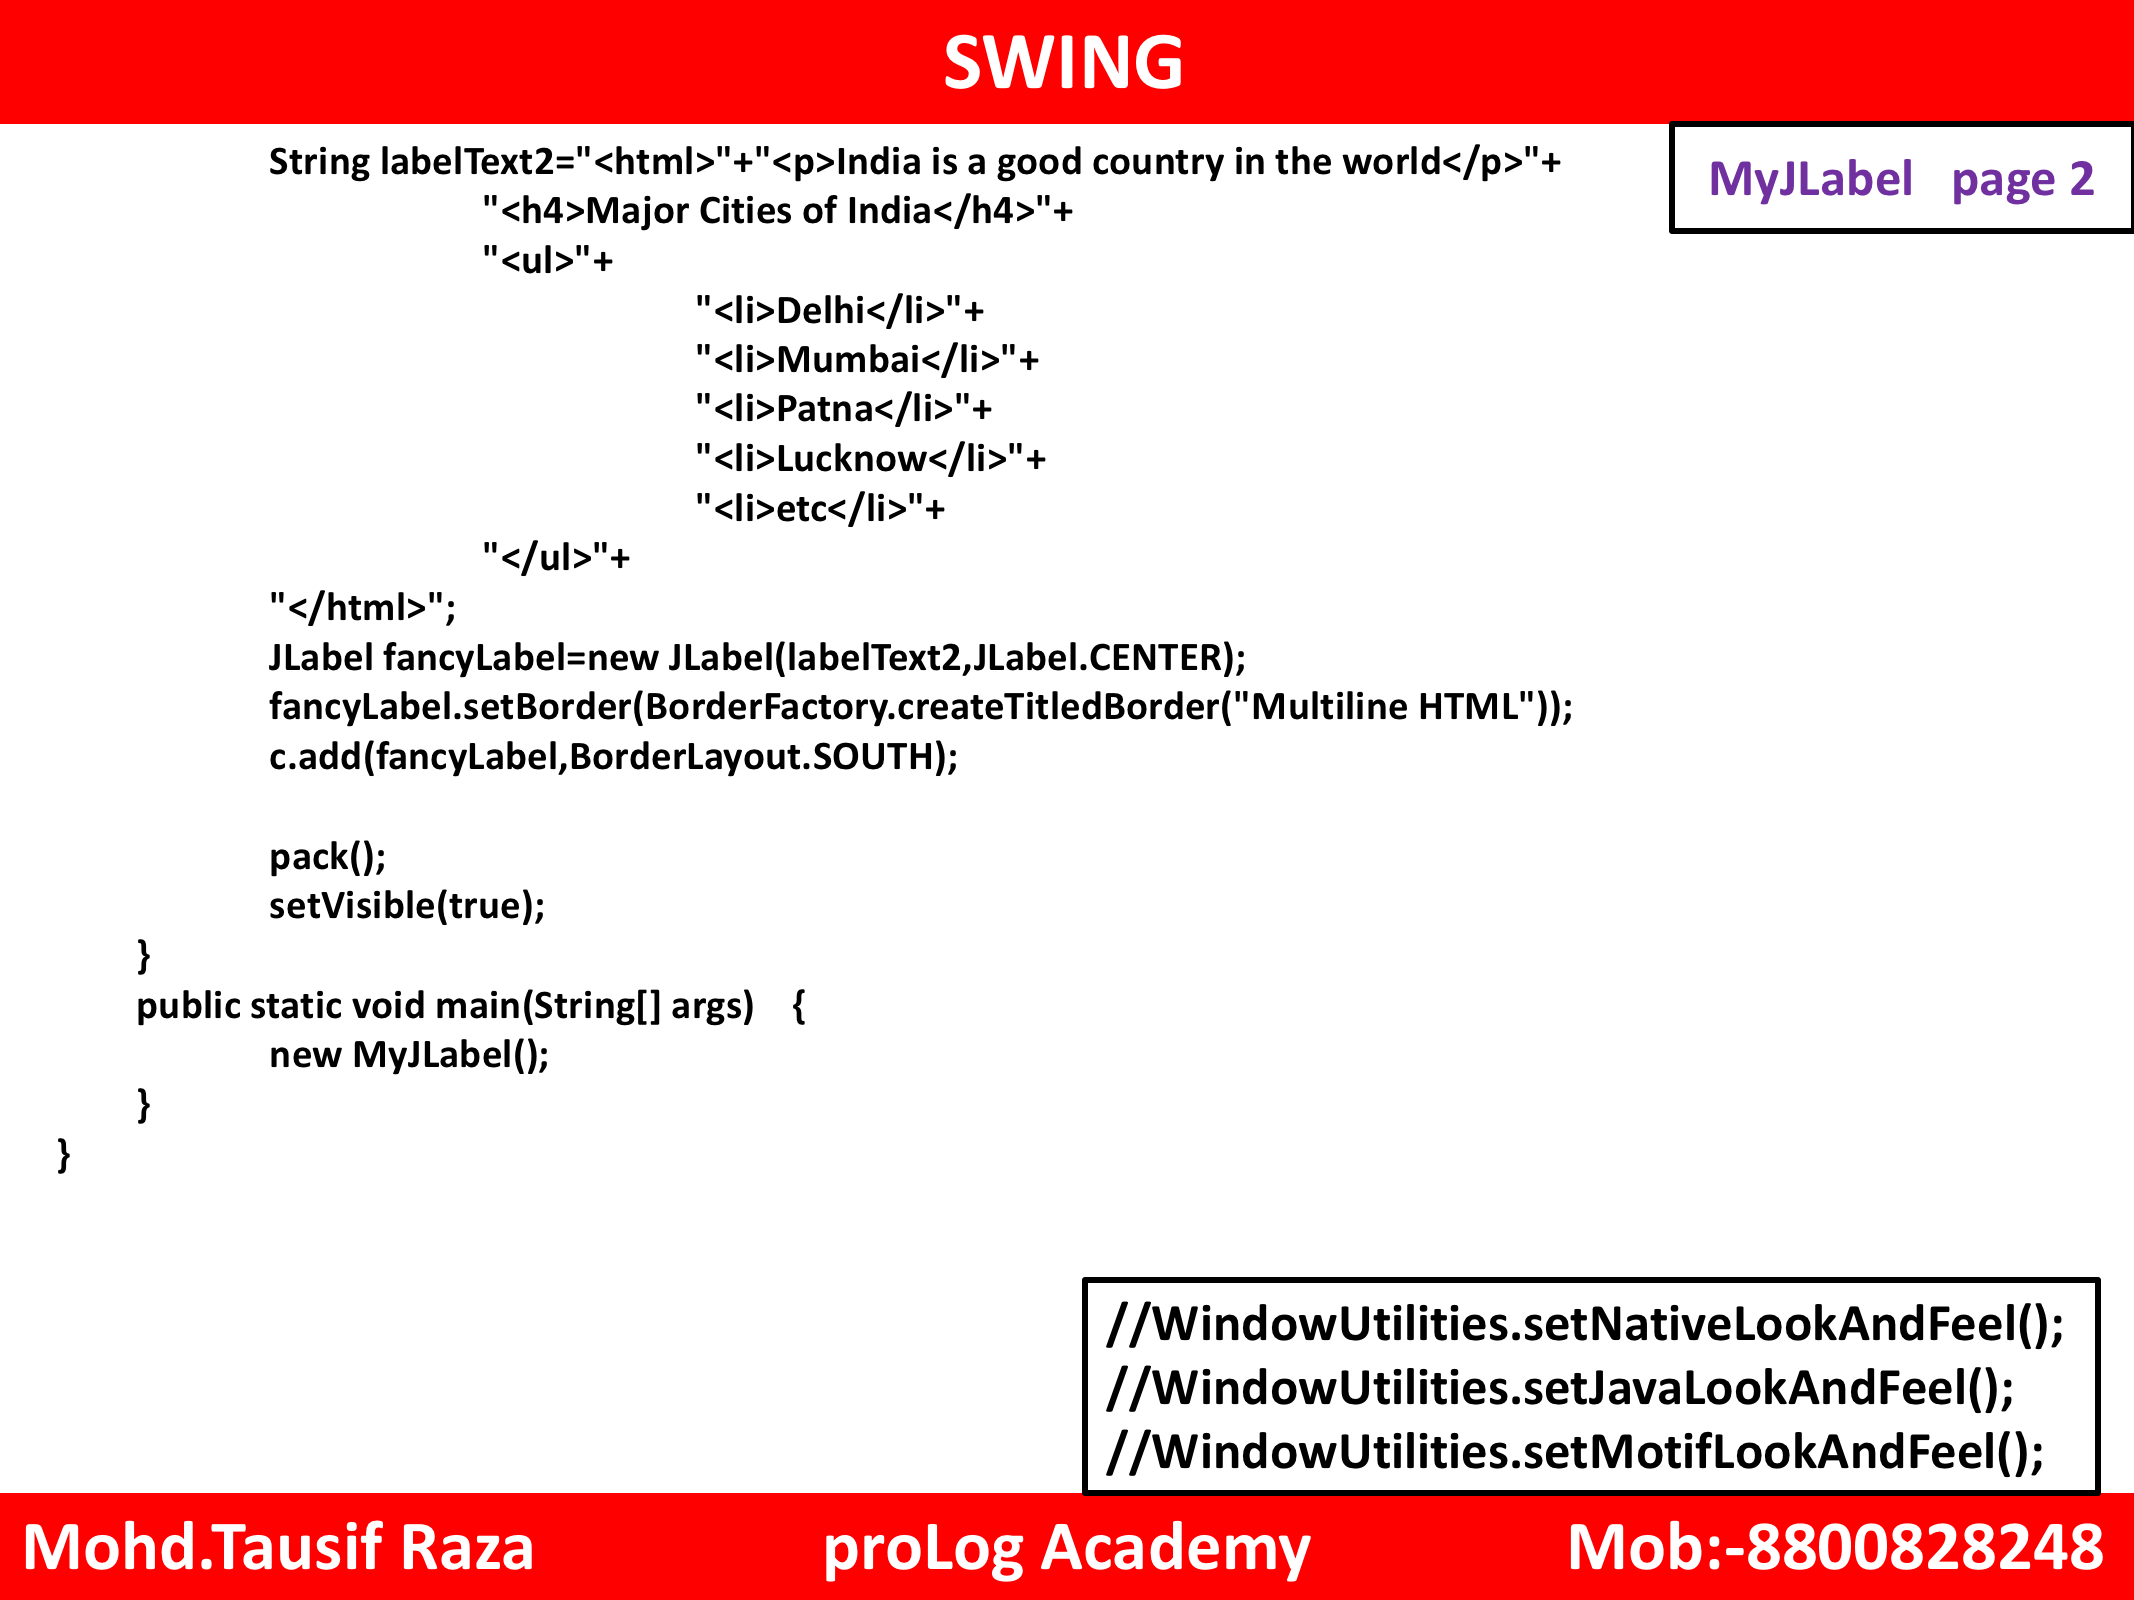 SWING
MyJLabel   page 2
String labelText2="<html>"+"<p>India is a good country in the world</p>"+
"<h4>Major Cities of India</h4>"+
"<ul>"+
"<li>Delhi</li>"+
"<li>Mumbai</li>"+
"<li>Patna</li>"+
"<li>Lucknow</li>"+
"<li>etc</li>"+
"</ul>"+
"</html>";
JLabel fancyLabel=new JLabel(labelText2,JLabel.CENTER);
fancyLabel.setBorder(BorderFactory.createTitledBorder("Multiline HTML"));
c.add(fancyLabel,BorderLayout.SOUTH);
pack();
setVisible(true);
}
public static void main(String[] args)    {
new MyJLabel();
}
}
//WindowUtilities.setNativeLookAndFeel();
//WindowUtilities.setJavaLookAndFeel();
//WindowUtilities.setMotifLookAndFeel();
Mohd.Tausif Raza    proLog Academy    Mob:-8800828248